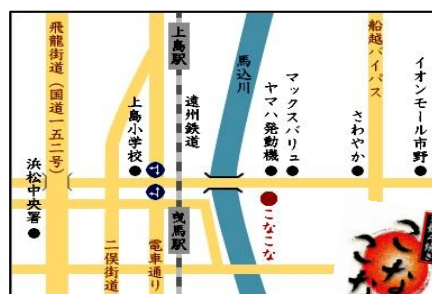 飛龍街道（国道一五二号）
浜松中央署
二俣街道
上島小学校
電車通り
上島駅
遠州鉄道
曳馬駅
馬込川
ヤマハ発動機
マックスバリュ
こなこな
さわやか
船越バイパス
イオンモール市野
こな
こな